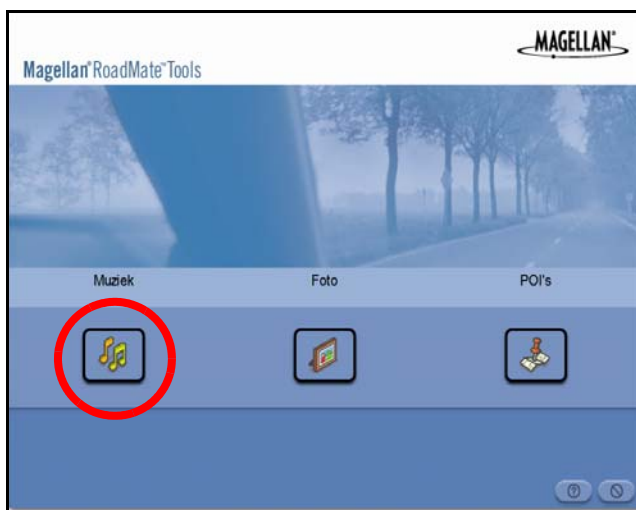 MAGELLAN®
Magellan® RoadMate™ Tools
Muziek
Foto
POI's